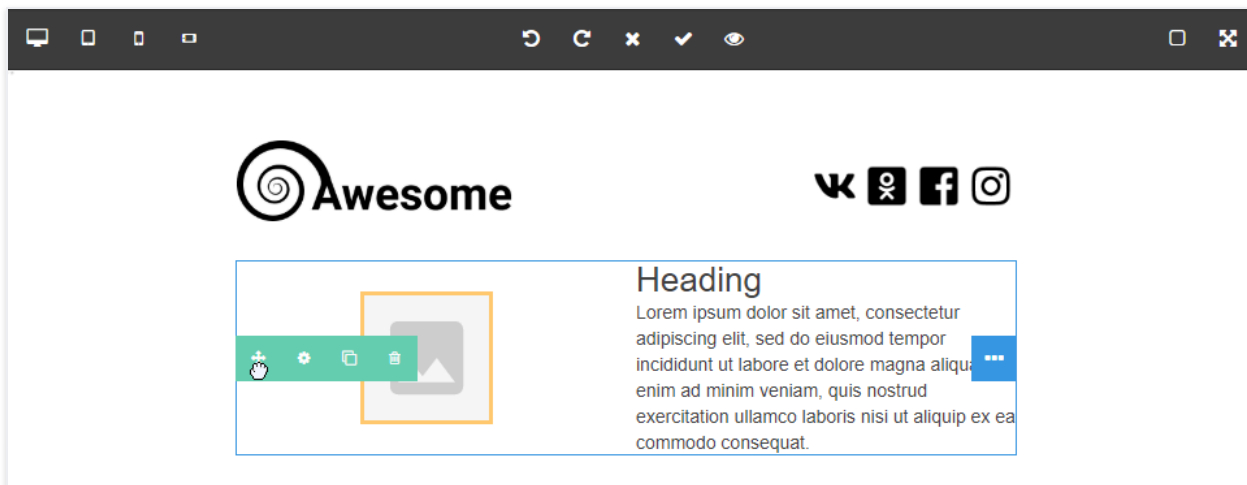 Awesome
Heading
Lorem ipsum dolor sit amet, consectetur
adipiscing elit, sed do eiusmod tempor
incididunt ut labore et dolore magna
enim ad minim veniam, quis nostrud
exercitation ullamco laboris nisi ut aliquip ex ea
commodo consequat.